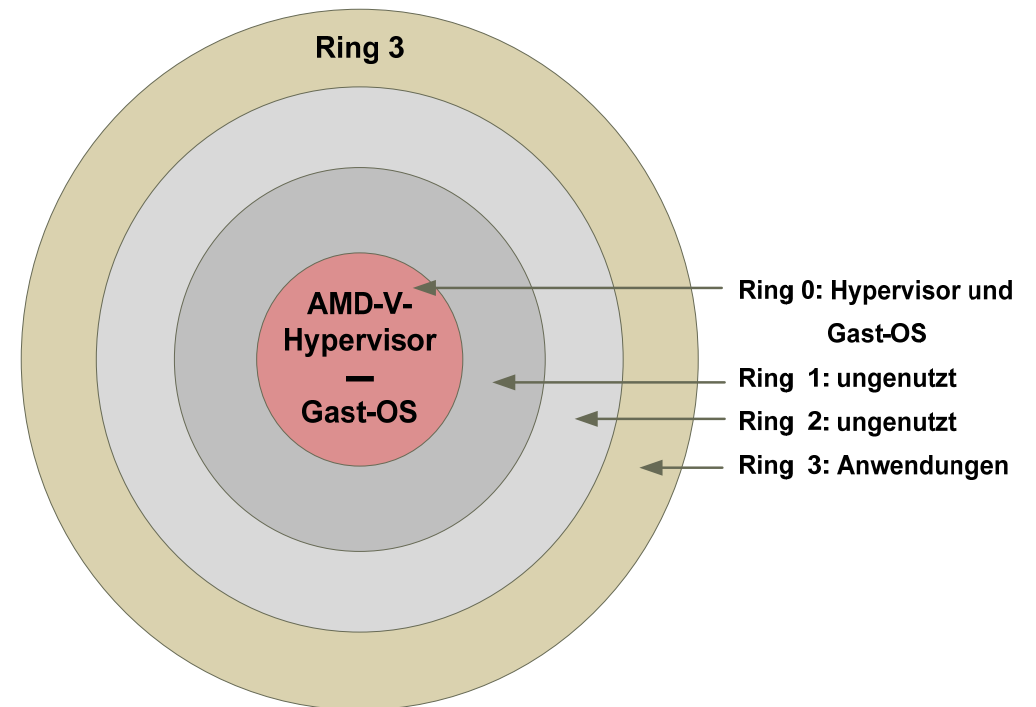 Ring 3
AMD-V-
Hypervisor
–
Gast-OS
Ring 0: Hypervisor und
Gast-OS
Ring 1: ungenutzt
Ring 2: ungenutzt
Ring 3: Anwendungen